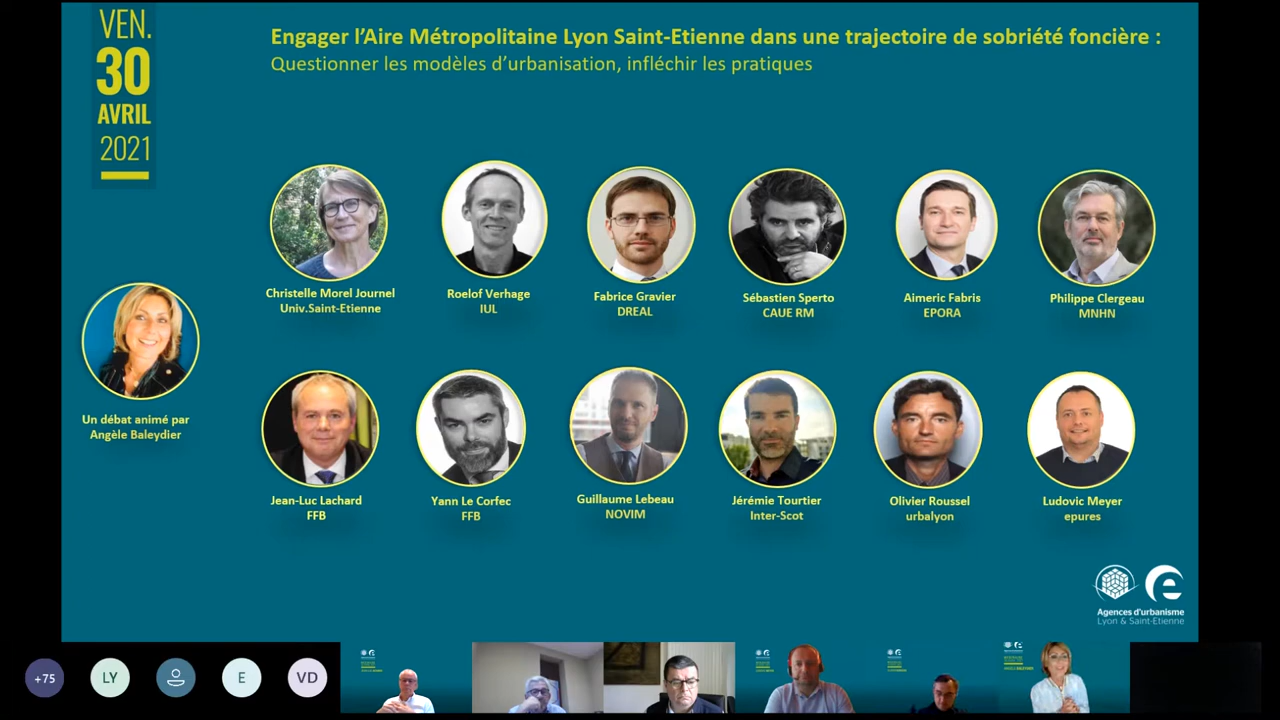 VEN.
30
AVRIL
2021
Engager l'Aire Métropolitaine Lyon Saint-Etienne dans une trajectoire de sobriété foncière :
Questionner les modèles d'urbanisation, infléchir les pratiques
Christelle Morel Journel
Univ.Saint-Etienne
Roelof Verhage
IUL
Fabrice Gravier
DREAL
Sébastien Sperto
CAUE RM
Aimeric Fabris
EPORA
Philippe Clergeau
MNHN
Un débat animé par
Angèle Baleydier
Jean-Luc Lachard
FFB
Yann Le Corfec
FFB
Guillaume Lebeau
NOVIM
Jérémie Tourtier
Inter-Scot
Olivier Roussel
urbalyon
Ludovic Meyer
epures
Agences d'urbanisme
Lyon & Saint-Etienne
+75
LY
E
VD